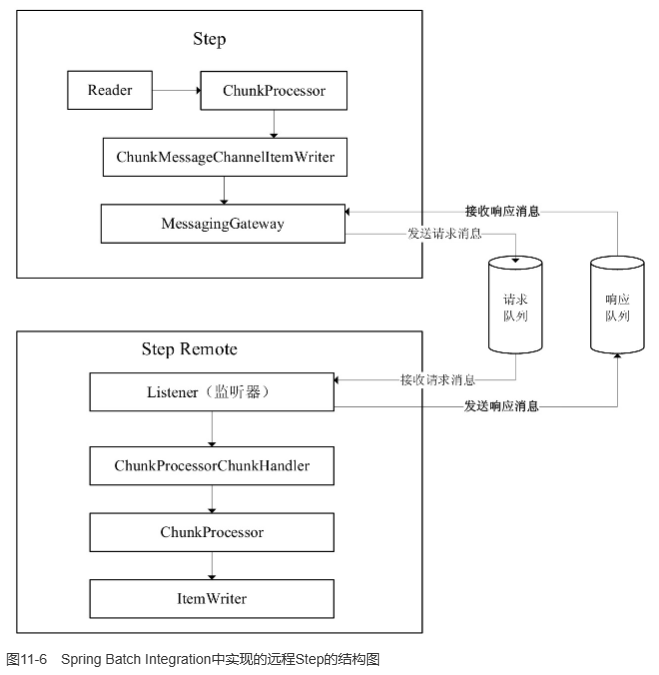 Step
Reader
ChunkProcessor
ChunkMessageChannelItemWriter
MessagingGateway
接收响应消息
发送请求消息
请求
队列
响应
队列
Step Remote
Listener（监听器）
接收请求消息
发送响应消息
ChunkProcessorChunkHandler
ChunkProcessor
ItemWriter
图11-6 Spring Batch Integration中实现的远程Step的结构图